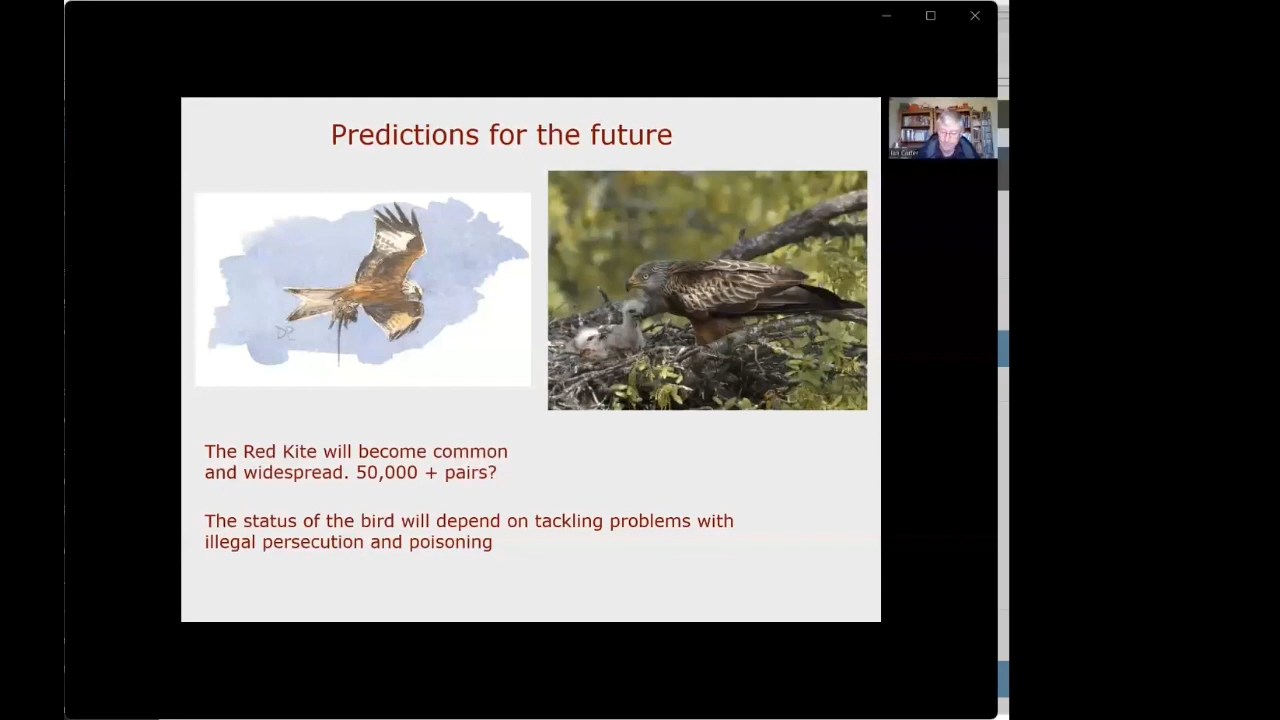 Predictions for the future
The Red Kite will become common
and widespread. 50,000 + pairs?
The status of the bird will depend on tackling problems with
illegal persecution and poisoning